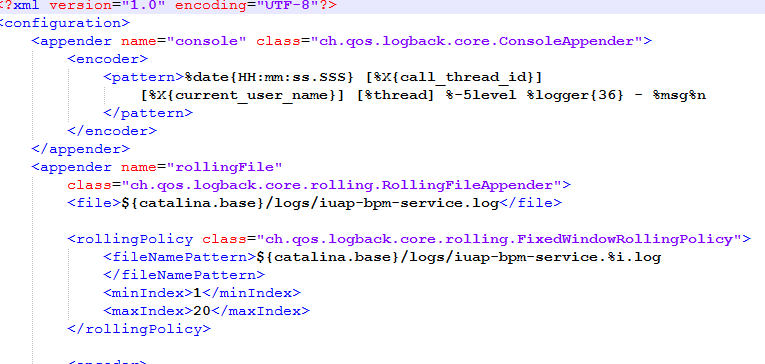 <?xml version="1.0" encoding="UTF-8"?>
<configuration>
<appender name="console" class="ch.qos.logback.core.ConsoleAppender">
<encoder>
<pattern>%date{HH:mm:ss.SSS} [%X{call_thread_id}]
[%X{current_user_name}] [%thread] %-5level %logger{36} - %msg%n
</pattern>
</encoder>
</appender>
<appender name="rollingFile"
class="ch.qos.logback.core.rolling.RollingFileAppender">
<file>${catalina.base}/logs/iuap-bpm-service.log</file>
<rollingPolicy class="ch.qos.logback.core.rolling.FixedWindowRollingPolicy">
<fileNamePattern>${catalina.base}/logs/iuap-bpm-service.%i.log
</fileNamePattern>
<minIndex>1</minIndex>
<maxIndex>20</maxIndex>
</rollingPolicy>